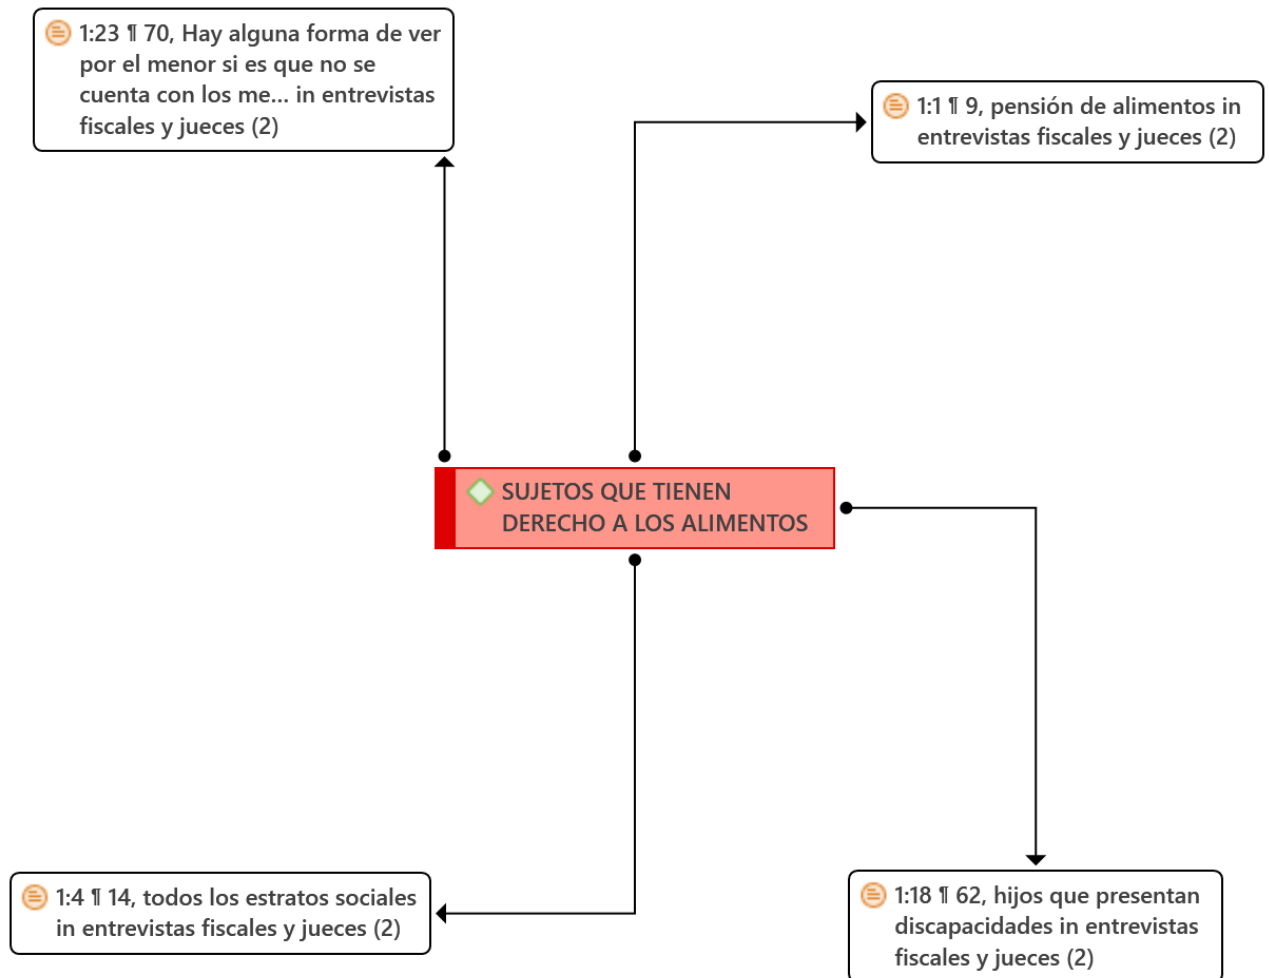 1:23 ¶ 70, Hay alguna forma de ver
por el menor si es que no se
cuenta con los me... in entrevistas
fiscales y jueces (2)
1:1 ¶ 9, pensión de alimentos in
entrevistas fiscales y jueces (2)
SUJETOS QUE TIENEN
DERECHO A LOS ALIMENTOS
1:4 ¶ 14, todos los estratos sociales
in entrevistas fiscales y jueces (2)
1:18 ¶ 62, hijos que presentan
discapacidades in entrevistas
fiscales y jueces (2)